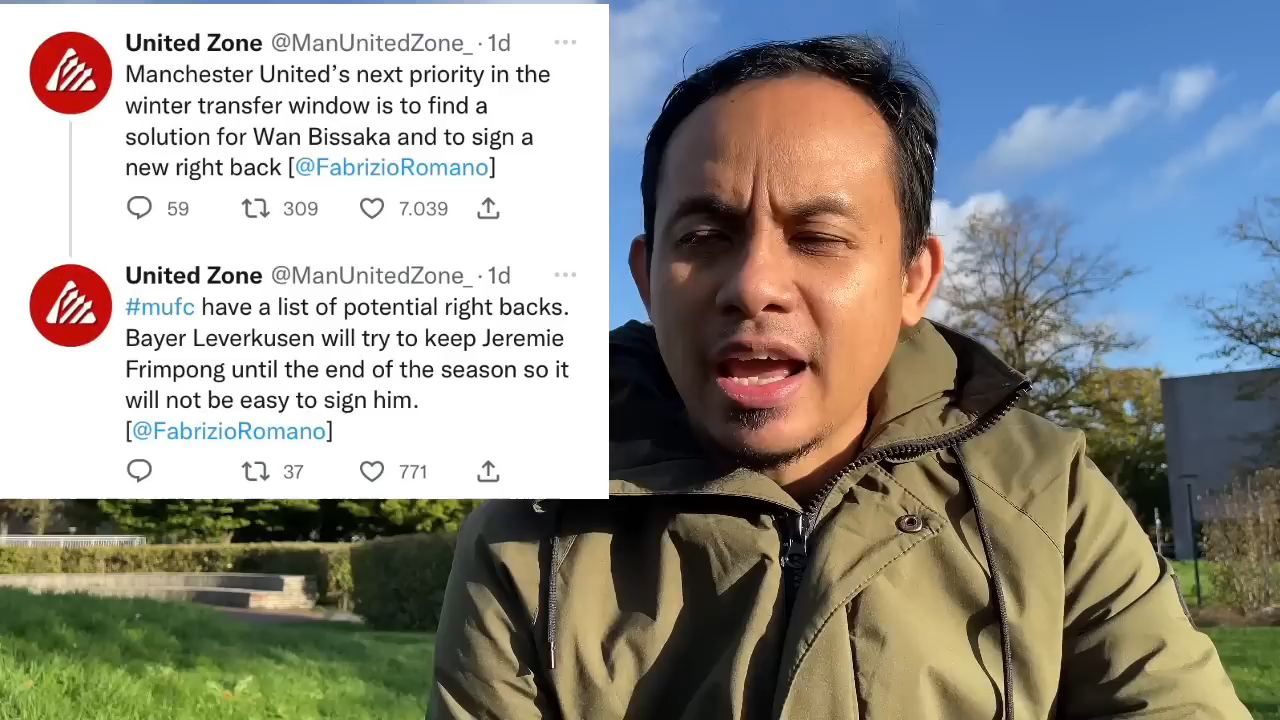 United Zone @ManUnitedZone_ · 1d
Manchester United's next priority in the
winter transfer window is to find a
solution for Wan Bissaka and to sign a
new right back [@FabrizioRomano]
59 309 7.039
United Zone @ManUnitedZone_ · 1d
#mufc have a list of potential right backs.
Bayer Leverkusen will try to keep Jeremie
Frimpong until the end of the season so it
will not be easy to sign him.
[@FabrizioRomano]
37 771